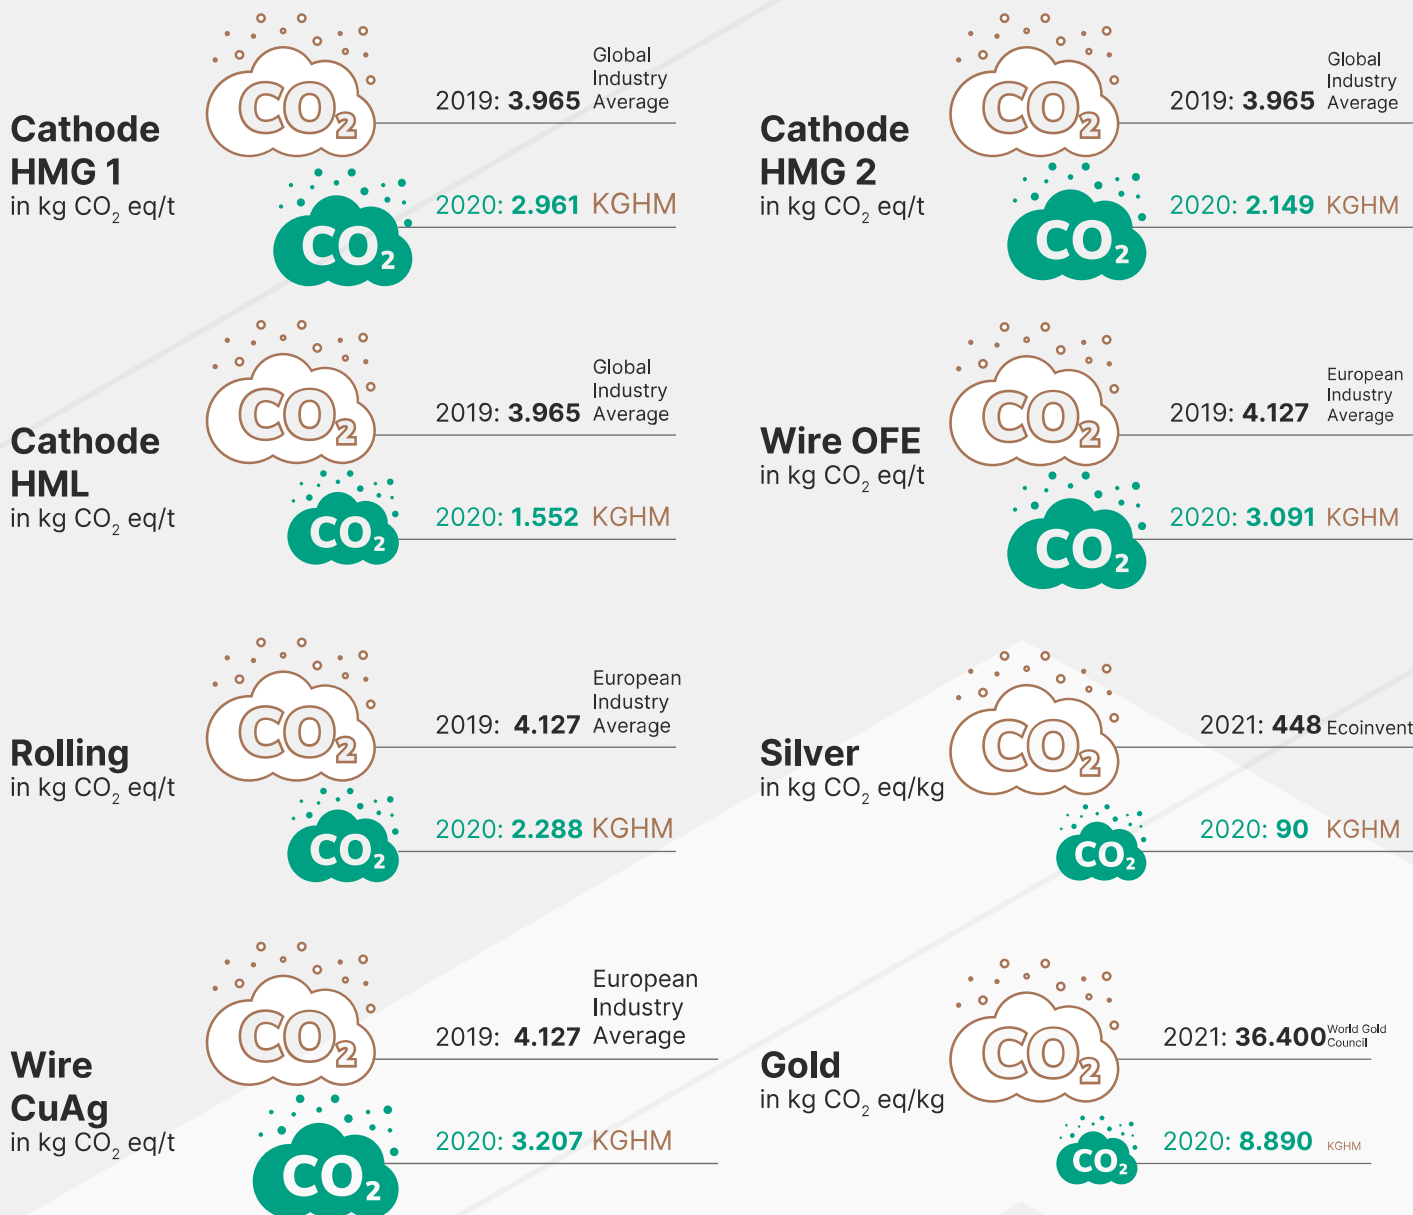 Cathode
HMG 1
in kg CO₂ eq/t
CO₂
2019: 3.965 Global
Industry
Average
CO₂
2020: 2.961 KGHM
Cathode
HMG 2
in kg CO₂ eq/t
CO₂
2019: 3.965 Global
Industry
Average
CO₂
2020: 2.149 KGHM
Cathode
HML
in kg CO₂ eq/t
CO₂
2019: 3.965 Global
Industry
Average
CO₂
2020: 1.552 KGHM
Wire OFE
in kg CO₂ eq/t
CO₂
2019: 4.127 European
Industry
Average
CO₂
2020: 3.091 KGHM
Rolling
in kg CO₂ eq/t
CO₂
2019: 4.127 European
Industry
Average
CO₂
2020: 2.288 KGHM
Silver
in kg CO₂ eq/kg
CO₂
2021: 448 Ecoinvent
CO₂
2020: 90 KGHM
Wire
CuAg
in kg CO₂ eq/t
CO₂
2019: 4.127 European
Industry
Average
CO₂
2020: 3.207 KGHM
Gold
in kg CO₂ eq/kg
CO₂
2021: 36.400 World Gold
Council
CO₂
2020: 8.890 KGHM